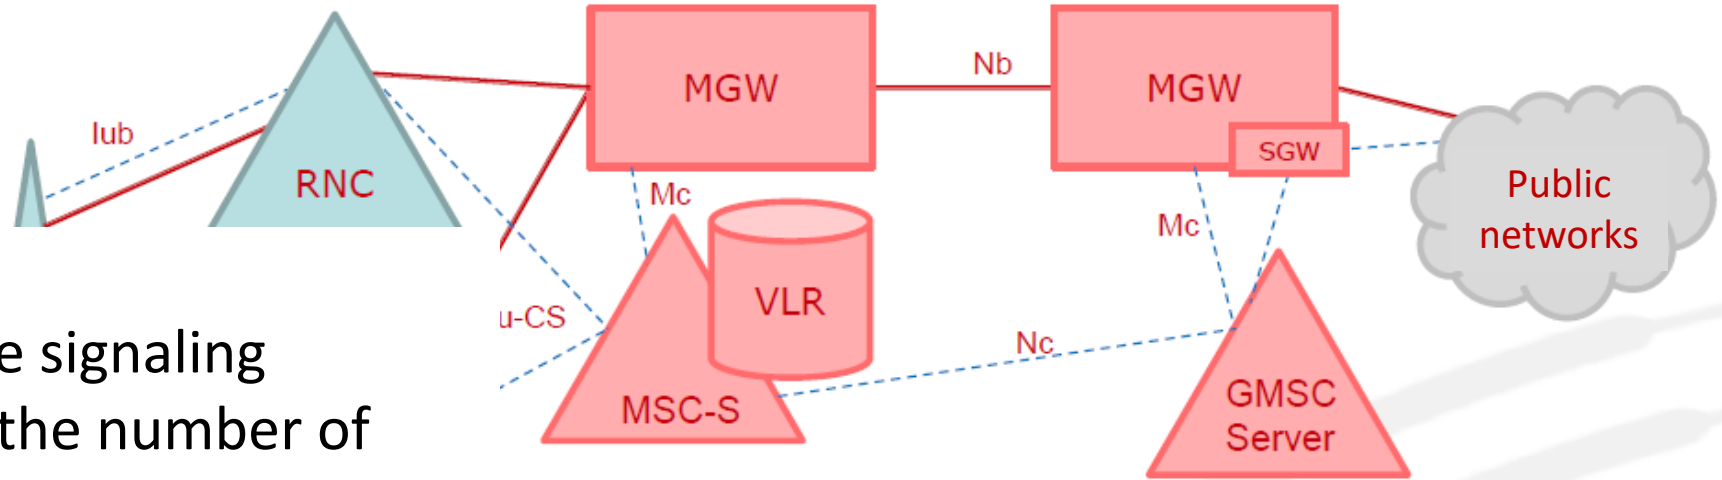 MGW
Nb
MGW
Iub
SGW
RNC
Mc
Public
networks
Mc
VLR
u-CS
Nc
e signaling
MSC-S
GMSC
Server
the number of